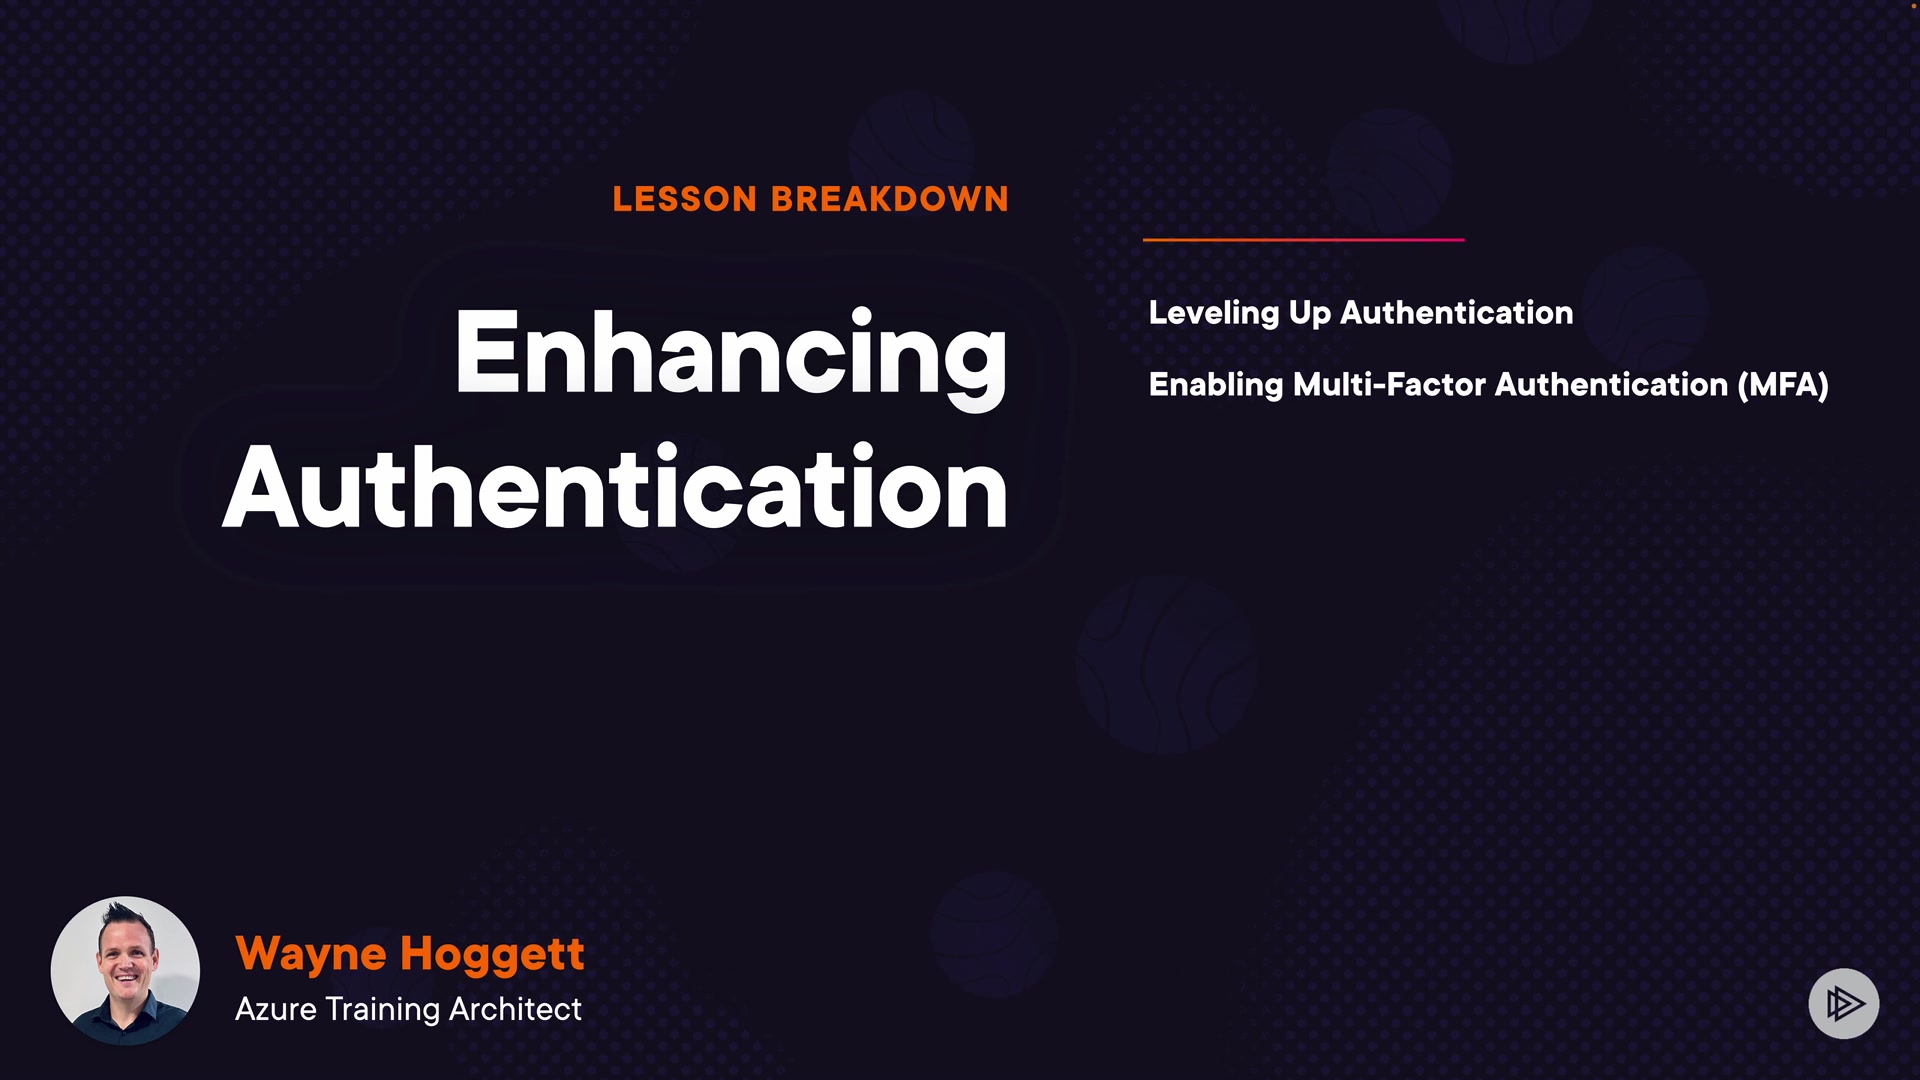 LESSON BREAKDOWN
Enhancing
Authentication
Leveling Up Authentication
Enabling Multi-Factor Authentication (MFA)
Wayne Hoggett
Azure Training Architect